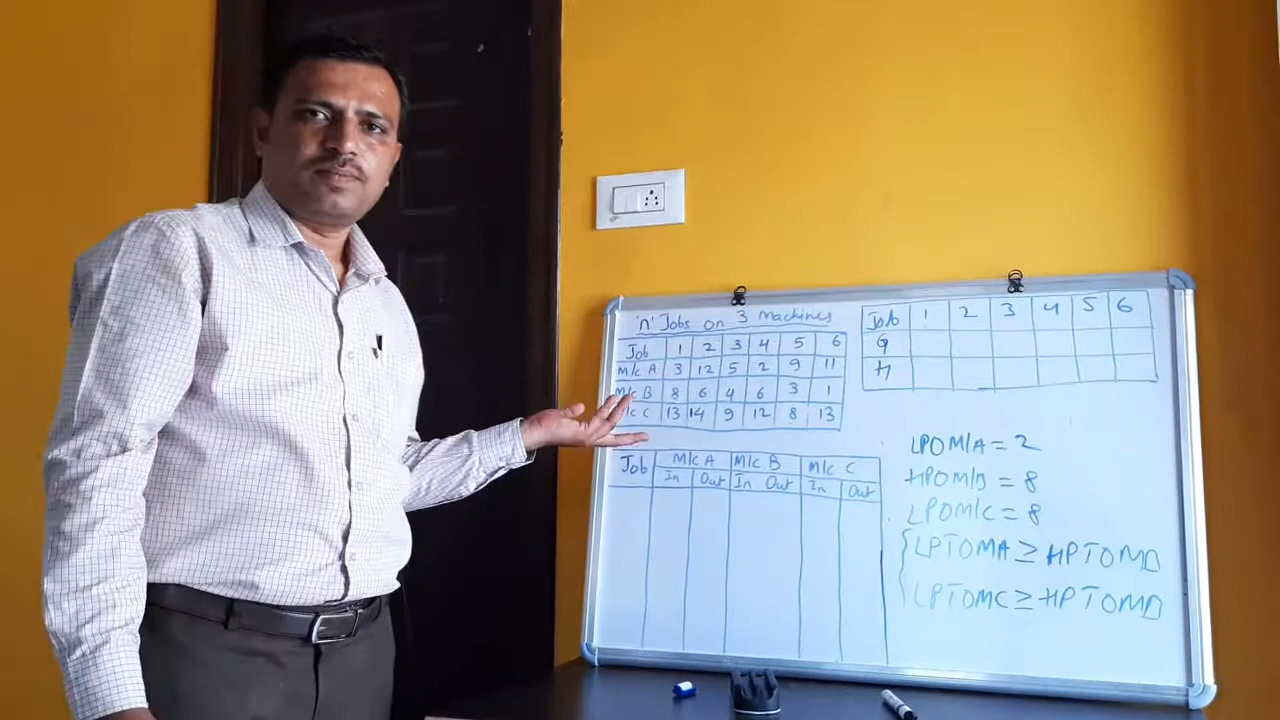 'n' Jobs on 3 Machines
Job 1 2 3 4 5 6
M/c A 3 12 5 2 9 11
M/c B 8 6 4 6 3 1
M/c C 13 14 9 12 8 13
Job M/c A M/c B M/c C
In Out In Out In Out
Job 1 2 3 4 5 6
G
H
LPOM/A = 2
HPOM/B = 8
LPOM/C = 8
LPTOMA ≥ HPTOMB
LPTOMC ≥ HPTOMB